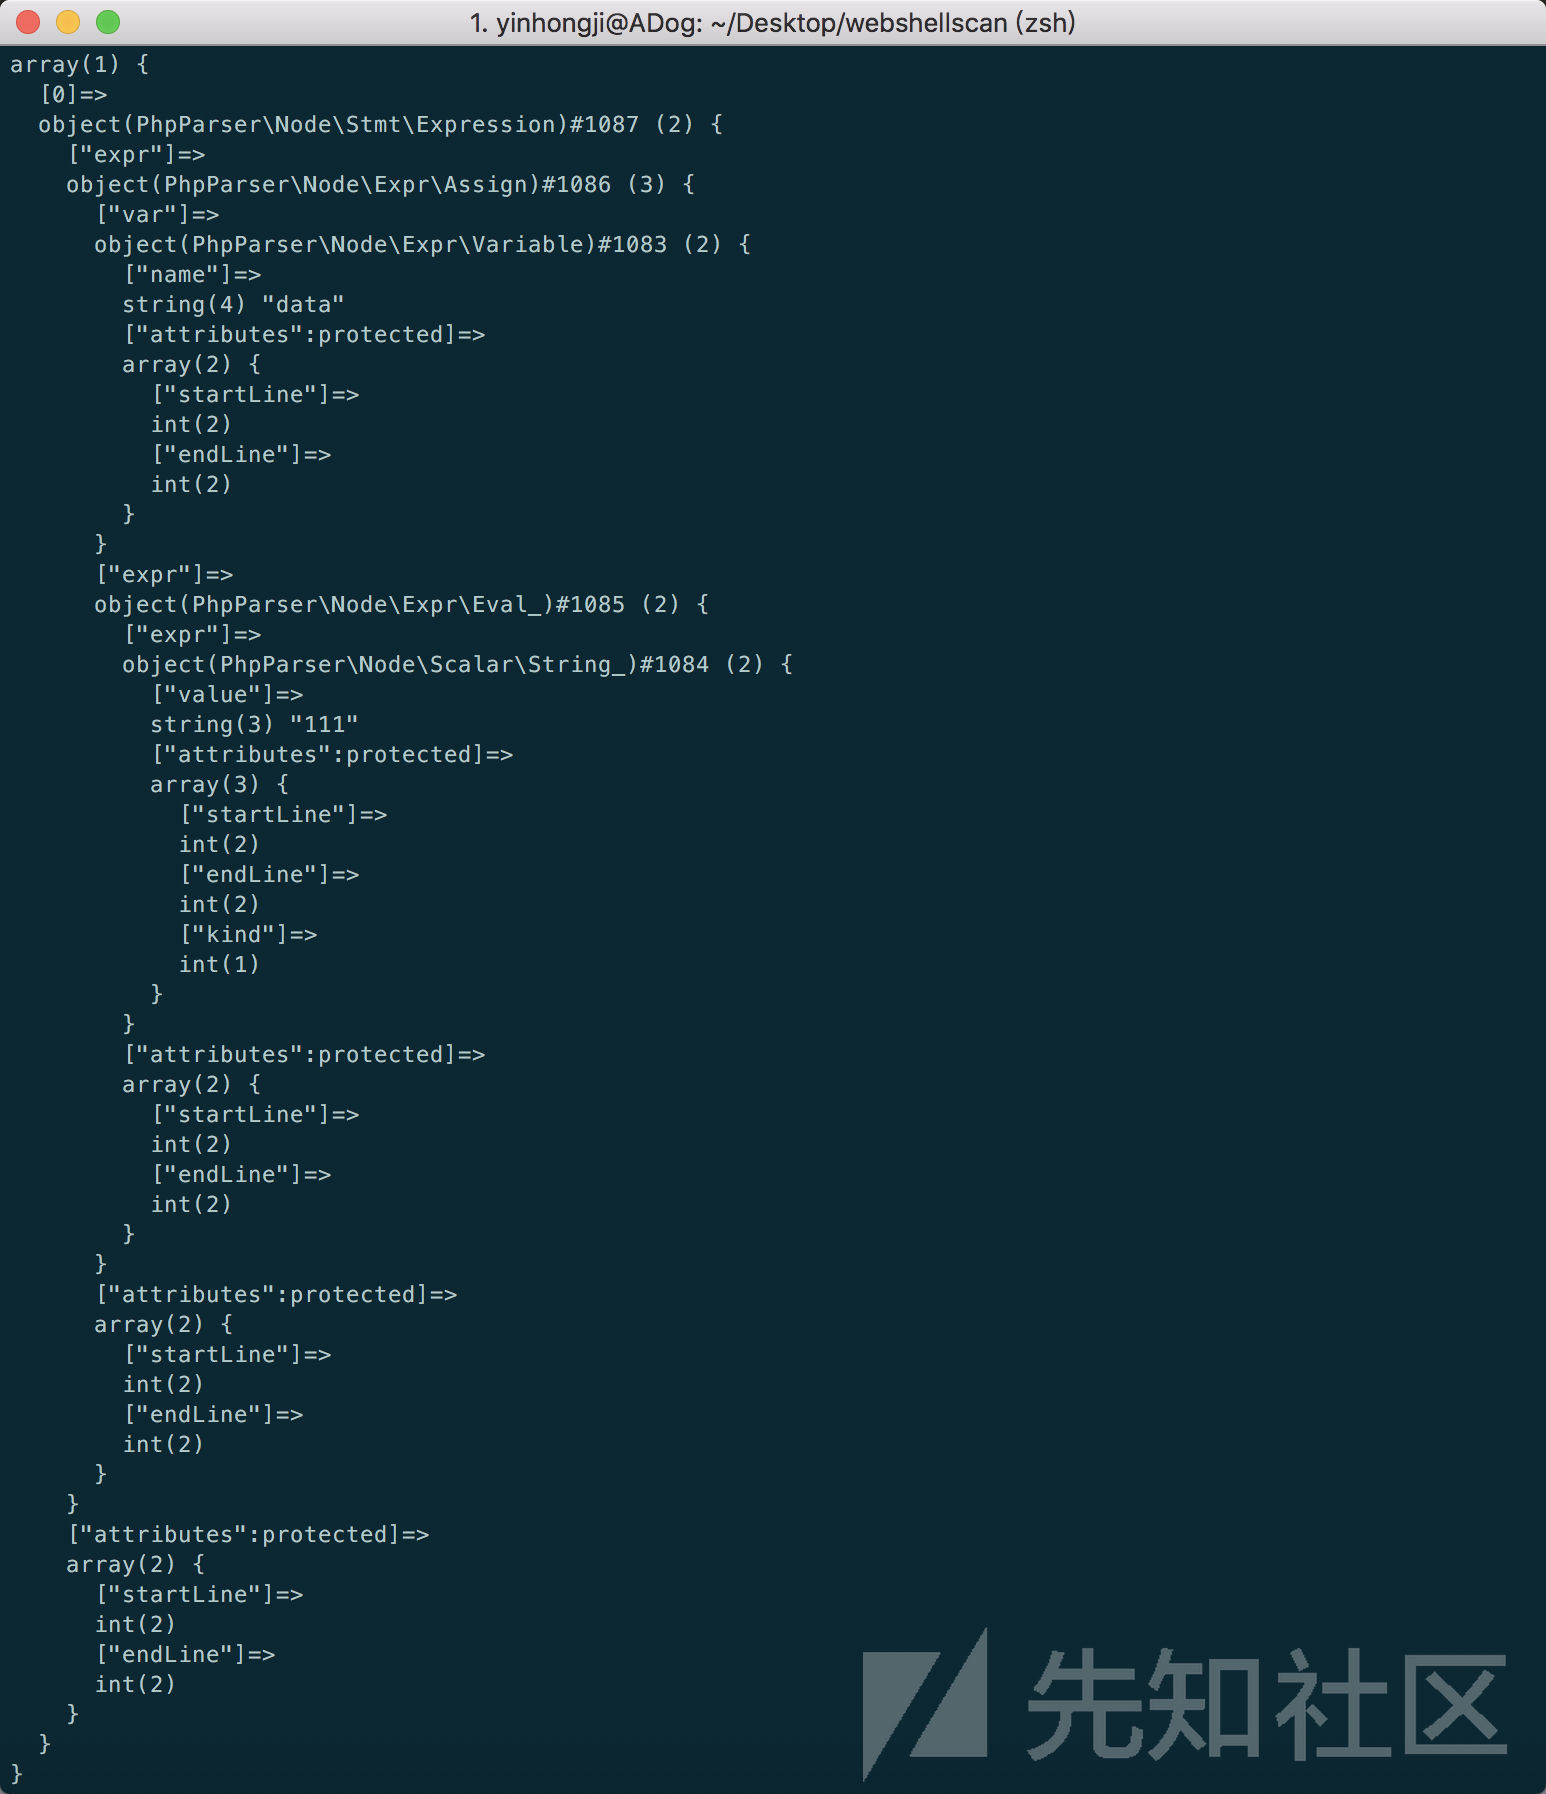 1. yinhongji@ADog: ~/Desktop/webshellscan (zsh)
array(1) {
  [0]=>
  object(PhpParser\Node\Stmt\Expression)#1087 (2) {
    ["expr"]=>
    object(PhpParser\Node\Expr\Assign)#1086 (3) {
      ["var"]=>
      object(PhpParser\Node\Expr\Variable)#1083 (2) {
        ["name"]=>
        string(4) "data"
        ["attributes":protected]=>
        array(2) {
          ["startLine"]=>
          int(2)
          ["endLine"]=>
          int(2)
        }
      }
      ["expr"]=>
      object(PhpParser\Node\Expr\Eval_)#1085 (2) {
        ["expr"]=>
        object(PhpParser\Node\Scalar\String_)#1084 (2) {
          ["value"]=>
          string(3) "111"
          ["attributes":protected]=>
          array(3) {
            ["startLine"]=>
            int(2)
            ["endLine"]=>
            int(2)
            ["kind"]=>
            int(1)
          }
        }
        ["attributes":protected]=>
        array(2) {
          ["startLine"]=>
          int(2)
          ["endLine"]=>
          int(2)
        }
      }
      ["attributes":protected]=>
      array(2) {
        ["startLine"]=>
        int(2)
        ["endLine"]=>
        int(2)
      }
    }
    ["attributes":protected]=>
    array(2) {
      ["startLine"]=>
      int(2)
      ["endLine"]=>
      int(2)
    }
  }
}
先知社区